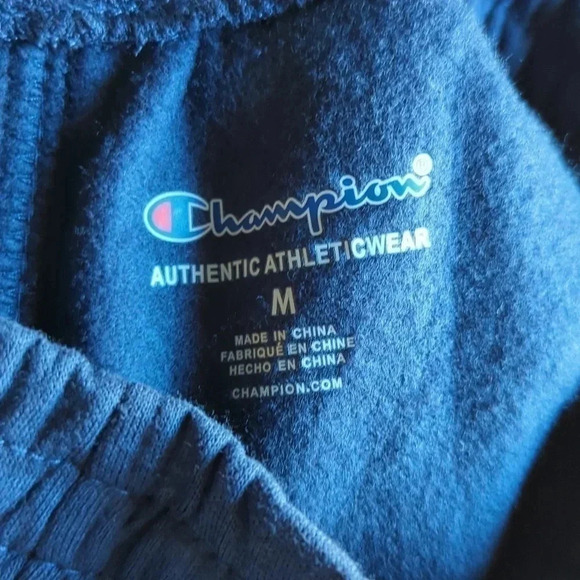 Champion®
AUTHENTIC ATHLETICWEAR
M
MADE IN CHINA
FABRIQUÉ EN CHINE
HECHO EN CHINA
CHAMPION.COM